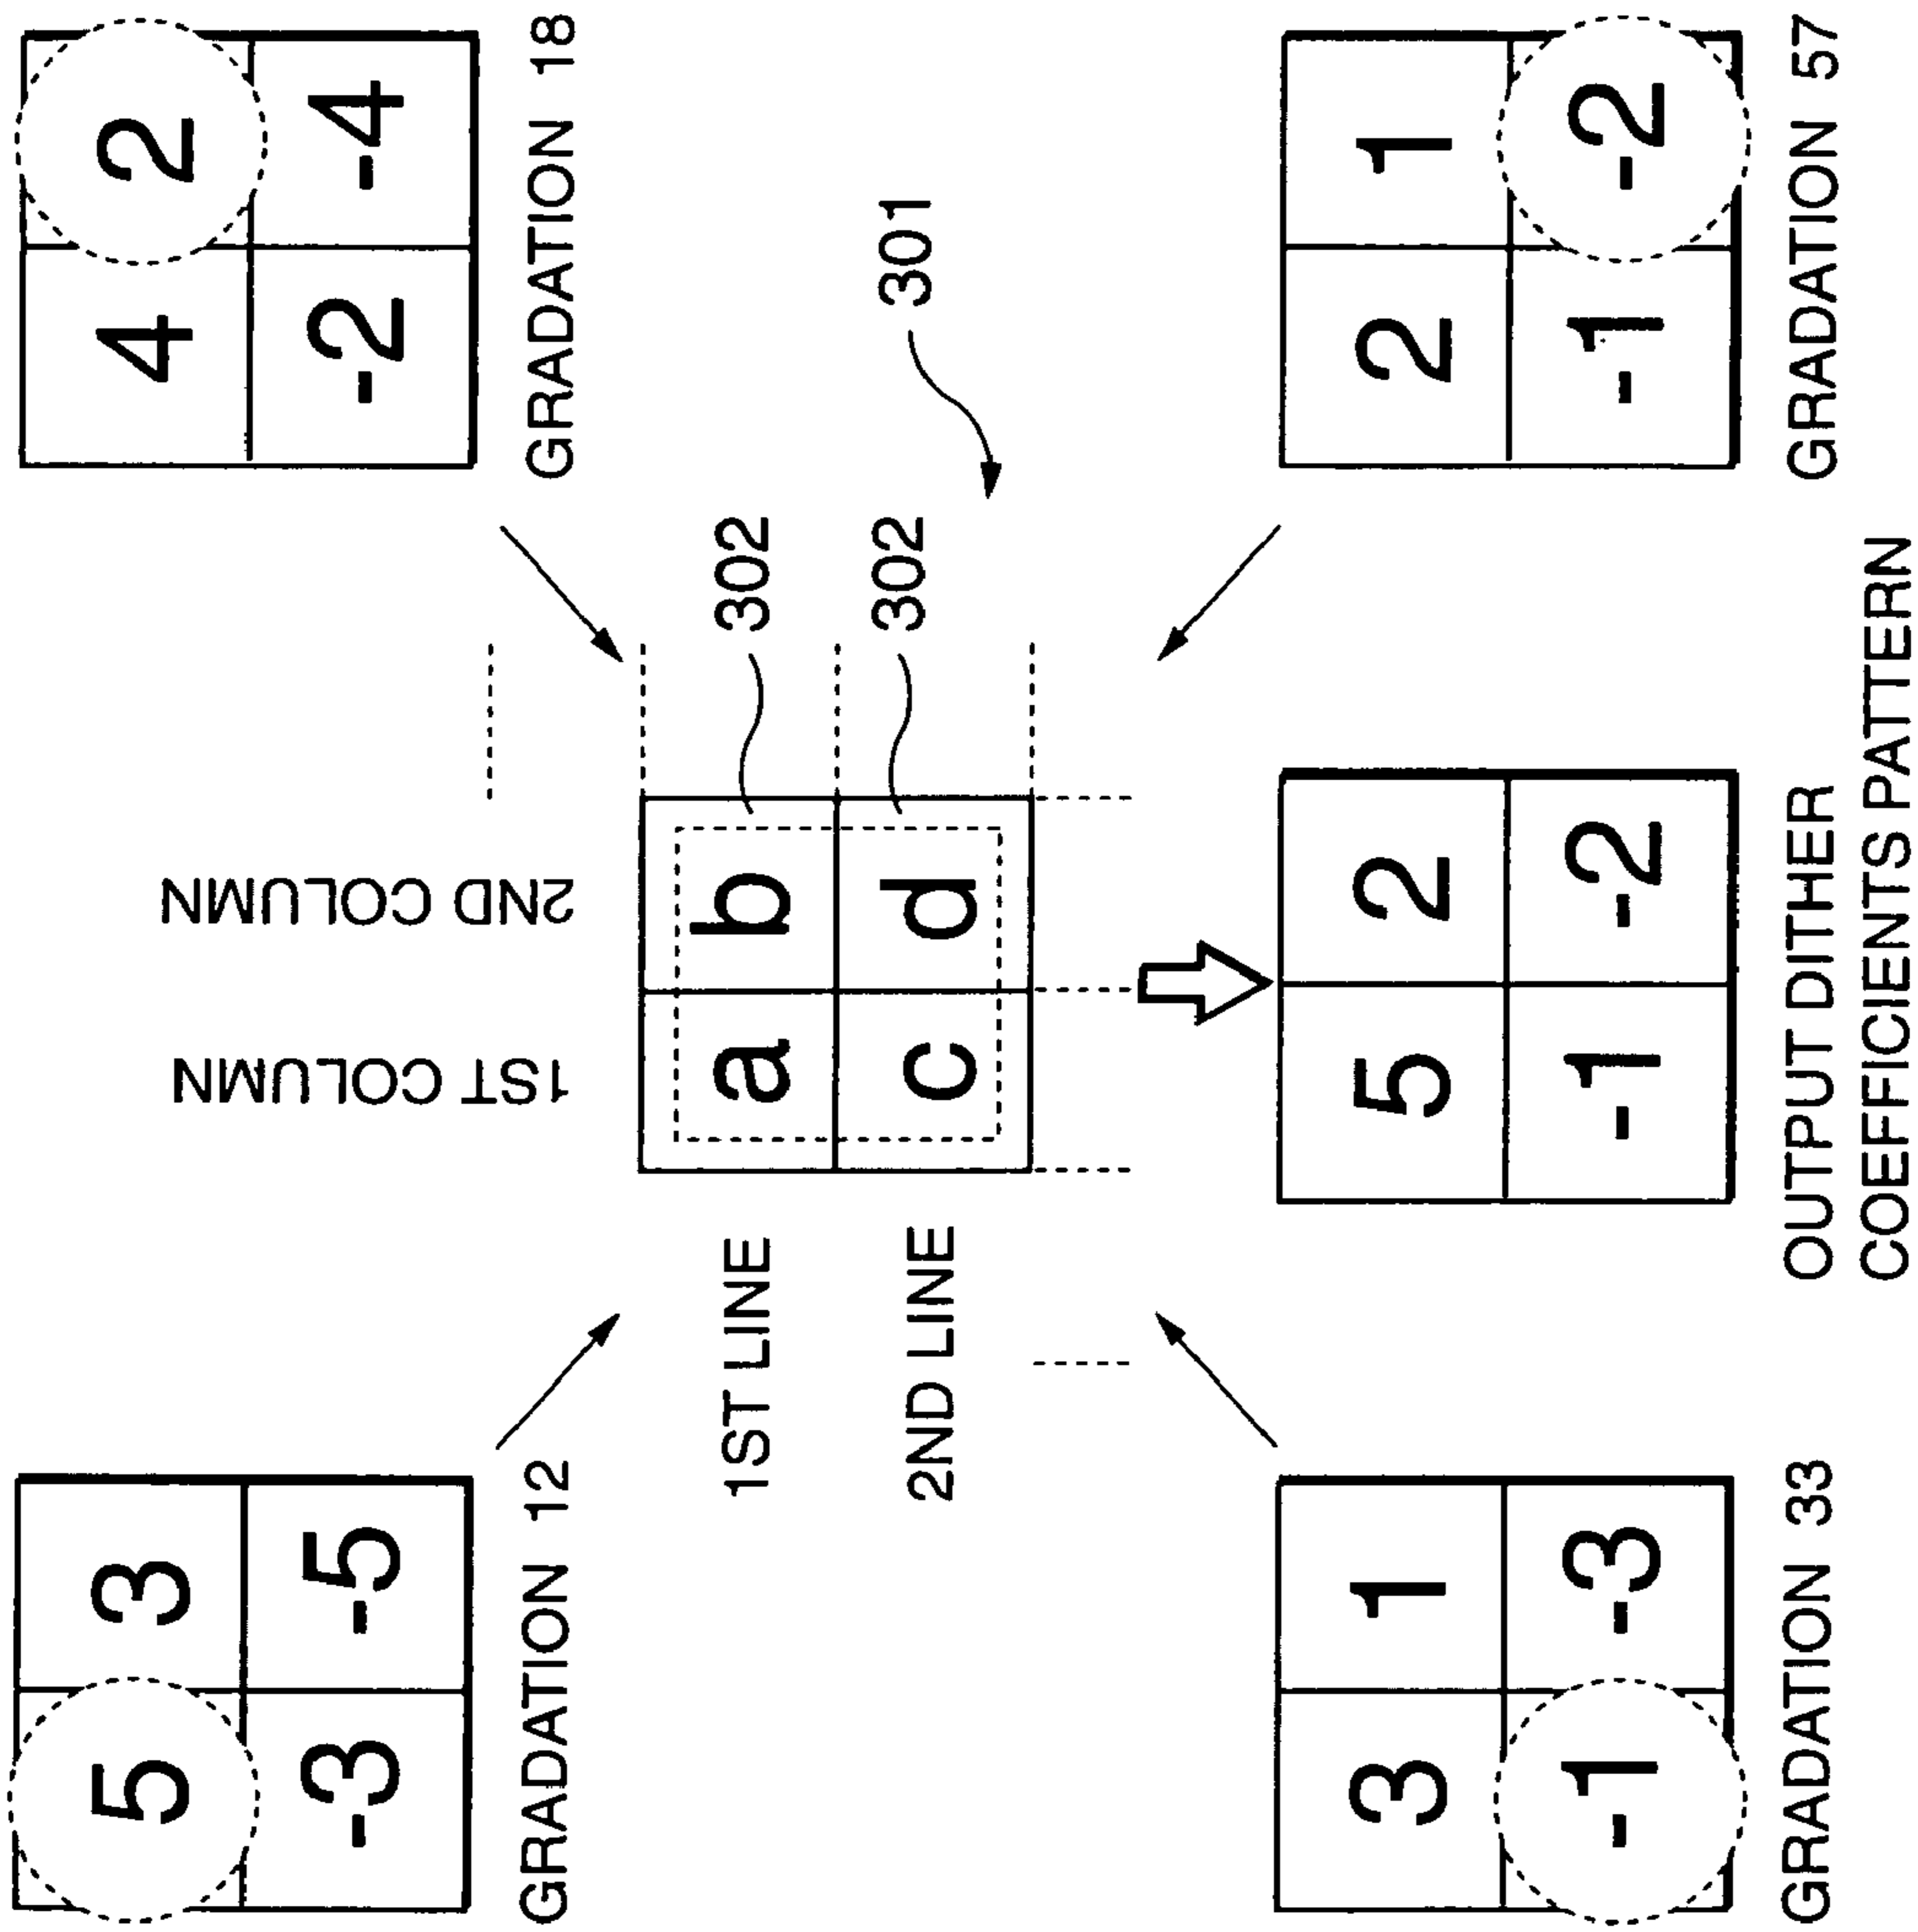 5 3
-3 -5
GRADATION 12
4 2
-2 -4
GRADATION 18
301
1ST COLUMN
2ND COLUMN
1ST LINE
a b
302
2ND LINE
c d
302
3 1
-1 -3
GRADATION 33
5 2
-1 -2
OUTPUT DITHER
COEFFICIENTS PATTERN
2 1
-1 -2
GRADATION 57